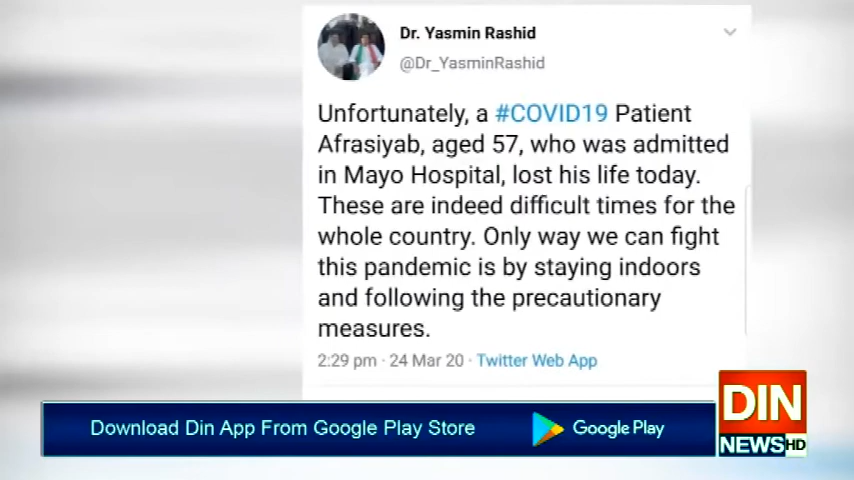 Dr. Yasmin Rashid
@Dr_YasminRashid
Unfortunately, a #COVID19 Patient
Afrasiyab, aged 57, who was admitted
in Mayo Hospital, lost his life today.
These are indeed difficult times for the
whole country. Only way we can fight
this pandemic is by staying indoors
and following the precautionary
measures.
2:29 pm · 24 Mar 20 · Twitter Web App
Download Din App From Google Play Store
Google Play
DIN
NEWS HD